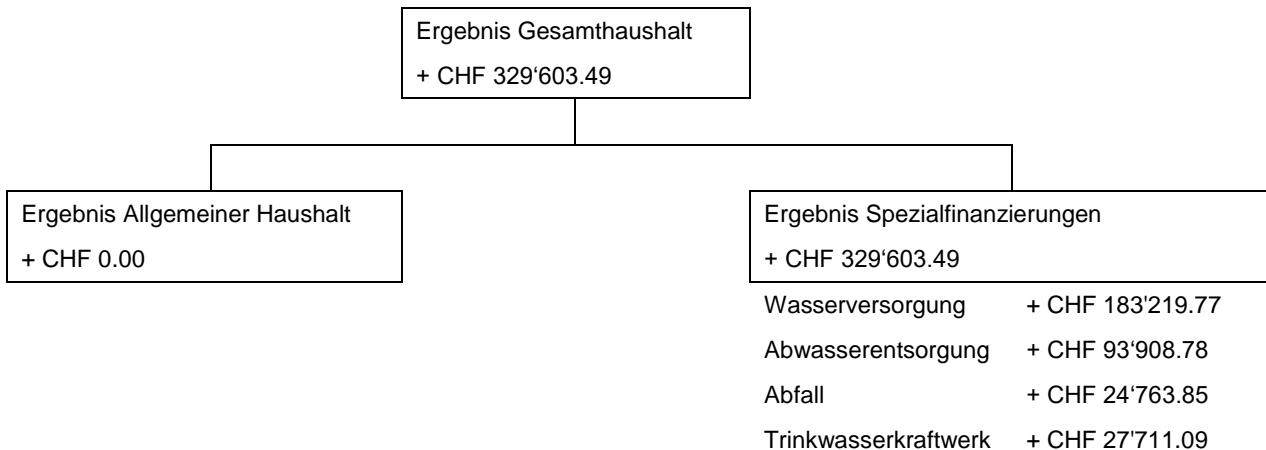 Ergebnis Gesamthaushalt
+ CHF 329‘603.49
Ergebnis Allgemeiner Haushalt
+ CHF 0.00
Ergebnis Spezialfinanzierungen
+ CHF 329‘603.49
Wasserversorgung + CHF 183'219.77
Abwasserentsorgung + CHF 93‘908.78
Abfall + CHF 24‘763.85
Trinkwasserkraftwerk + CHF 27'711.09